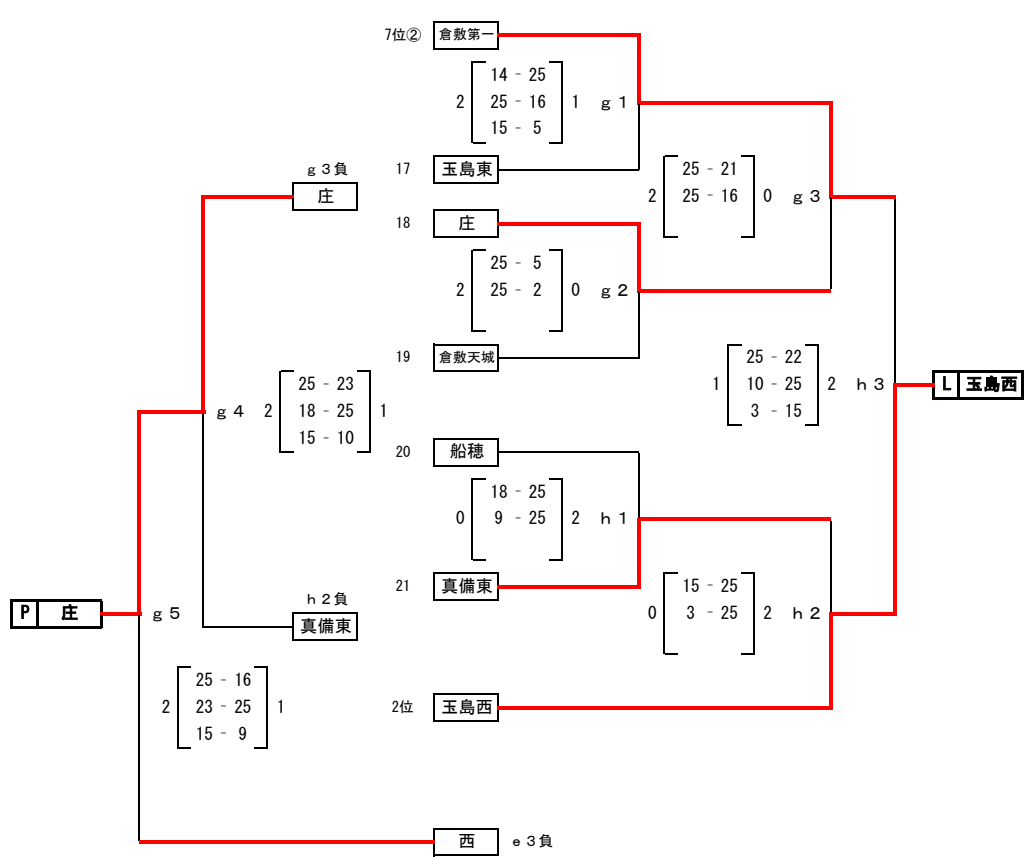 7位② 倉敷第一
14 - 25
2 25 - 16 1 ｇ１
15 - 5
17 玉島東
ｇ３負
庄
25 - 21
2 25 - 16 0 ｇ３
18 庄
25 - 5
2 25 - 2 0 ｇ２
19 倉敷天城
25 - 22
1 10 - 25 2 ｈ３
3 - 15
L 玉島西
25 - 23
ｇ４ 2 18 - 25 1
15 - 10
20 船穂
18 - 25
0 9 - 25 2 ｈ１
21 真備東
15 - 25
0 3 - 25 2 ｈ２
ｈ２負
真備東
P 庄 ｇ５
25 - 16
2 23 - 25 1
15 - 9
2位 玉島西
西 ｅ３負